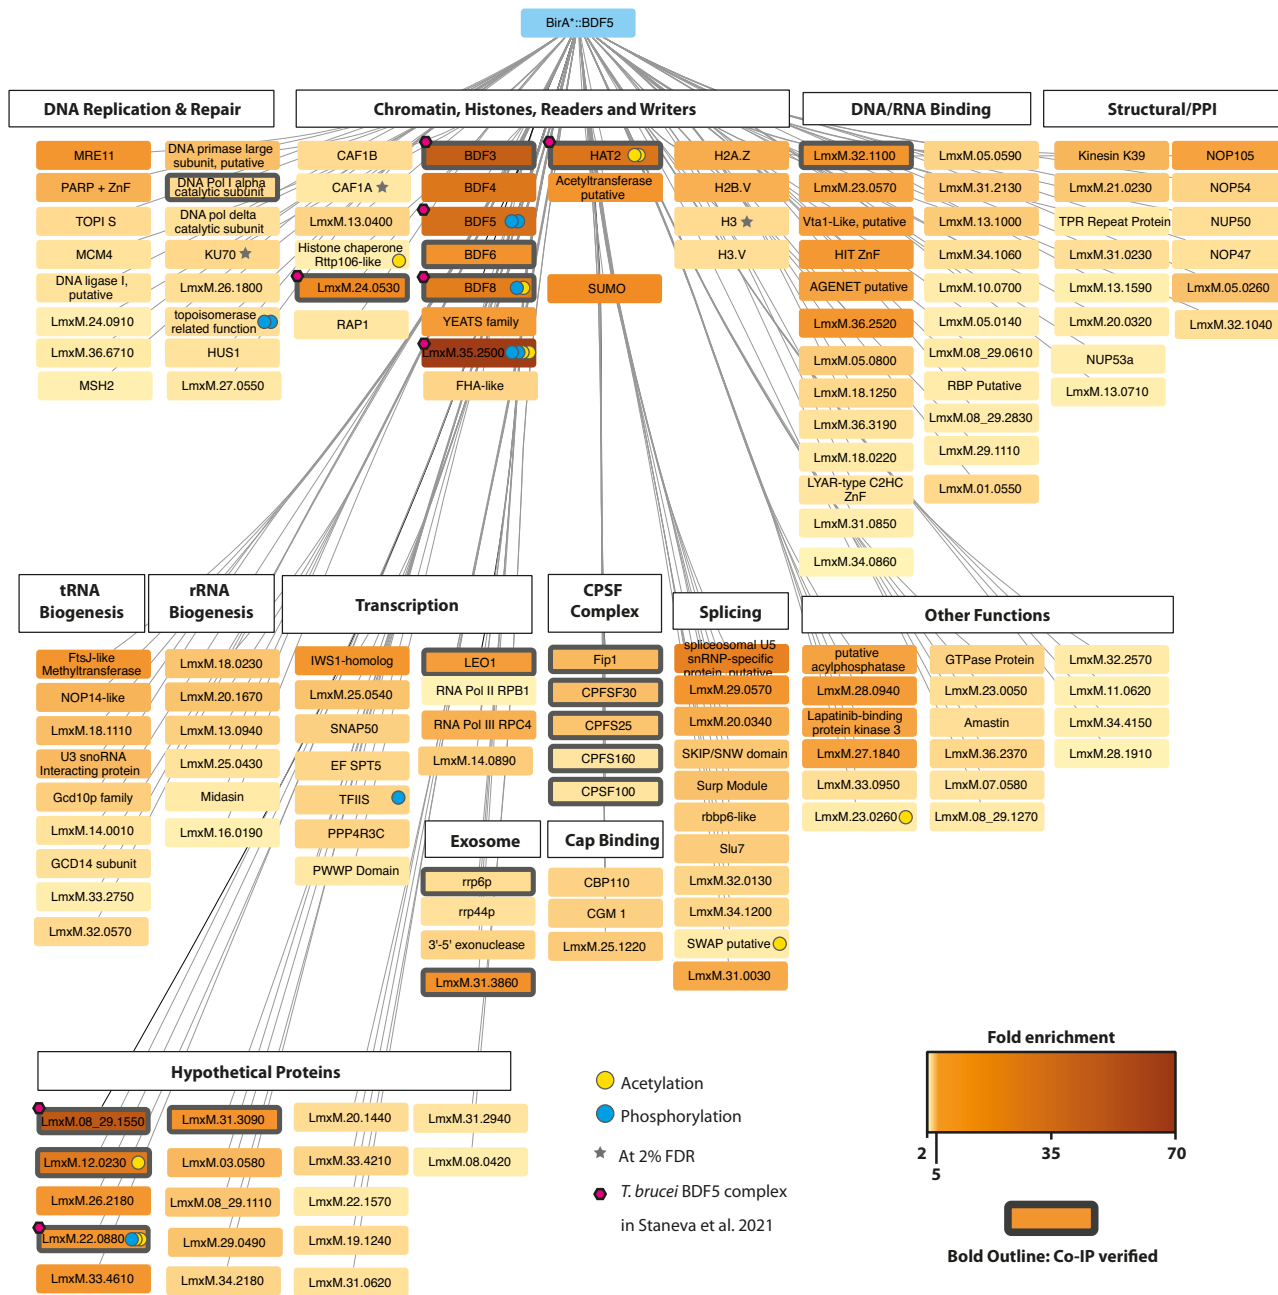 BirA*::BDF5
DNA Replication & Repair
MRE11
PARP + ZnF
TOPI S
MCM4
DNA ligase I,
putative
LmxM.24.0910
LmxM.36.6710
MSH2
DNA primase large
subunit, putative
DNA Pol I alpha
catalytic subunit
DNA pol delta
catalytic subunit
KU70
LmxM.26.1800
topoisomerase
related function
HUS1
LmxM.27.0550
Chromatin, Histones, Readers and Writers
CAF1B
CAF1A
LmxM.13.0400
Histone chaperone
Rttp106-like
LmxM.24.0530
RAP1
BDF3
BDF4
BDF5
BDF6
BDF8
YEATS family
LmxM.35.2500
FHA-like
HAT2
Acetyltransferase
putative
SUMO
H2A.Z
H2B.V
H3
H3.V
DNA/RNA Binding
LmxM.32.1100
LmxM.23.0570
Vta1-Like, putative
HIT ZnF
AGENET putative
LmxM.36.2520
LmxM.05.0800
LmxM.18.1250
LmxM.36.3190
LmxM.18.0220
LYAR-type C2HC
ZnF
LmxM.31.0850
LmxM.34.0860
LmxM.05.0590
LmxM.31.2130
LmxM.13.1000
LmxM.34.1060
LmxM.10.0700
LmxM.05.0140
LmxM.08_29.0610
RBP Putative
LmxM.08_29.2830
LmxM.29.1110
LmxM.01.0550
Structural/PPI
Kinesin K39
LmxM.21.0230
TPR Repeat Protein
LmxM.31.0230
LmxM.13.1590
LmxM.20.0320
NUP53a
LmxM.13.0710
NOP105
NOP54
NUP50
NOP47
LmxM.05.0260
LmxM.32.1040
tRNA
Biogenesis
FtsJ-like
Methyltransferase
NOP14-like
LmxM.18.1110
U3 snoRNA
Interacting protein
Gcd10p family
LmxM.14.0010
GCD14 subunit
LmxM.33.2750
LmxM.32.0570
rRNA
Biogenesis
LmxM.18.0230
LmxM.20.1670
LmxM.13.0940
LmxM.25.0430
Midasin
LmxM.16.0190
Transcription
IWS1-homolog
LmxM.25.0540
SNAP50
EF SPT5
TFIIS
PPP4R3C
PWWP Domain
LEO1
RNA Pol II RPB1
RNA Pol III RPC4
LmxM.14.0890
Exosome
rrp6p
rrp44p
3'-5' exonuclease
LmxM.31.3860
CPSF
Complex
Fip1
CPFSF30
CPFS25
CPFS160
CPSF100
Cap Binding
CBP110
CGM 1
LmxM.25.1220
Splicing
spliceosomal U5
snRNP-specific
protein, putative
LmxM.29.0570
LmxM.20.0340
SKIP/SNW domain
Surp Module
rbbp6-like
Slu7
LmxM.32.0130
LmxM.34.1200
SWAP putative
LmxM.31.0030
Other Functions
putative
acylphosphatase
LmxM.28.0940
Lapatinib-binding
protein kinase 3
LmxM.27.1840
LmxM.33.0950
LmxM.23.0260
GTPase Protein
LmxM.23.0050
Amastin
LmxM.36.2370
LmxM.07.0580
LmxM.08_29.1270
LmxM.32.2570
LmxM.11.0620
LmxM.34.4150
LmxM.28.1910
Hypothetical Proteins
LmxM.08_29.1550
LmxM.12.0230
LmxM.26.2180
LmxM.22.0880
LmxM.33.4610
LmxM.31.3090
LmxM.03.0580
LmxM.08_29.1110
LmxM.29.0490
LmxM.34.2180
LmxM.20.1440
LmxM.33.4210
LmxM.22.1570
LmxM.19.1240
LmxM.31.0620
LmxM.31.2940
LmxM.08.0420
Acetylation
Phosphorylation
At 2% FDR
T. brucei BDF5 complex
in Staneva et al. 2021
Fold enrichment
2
5
35
70
Bold Outline: Co-IP verified